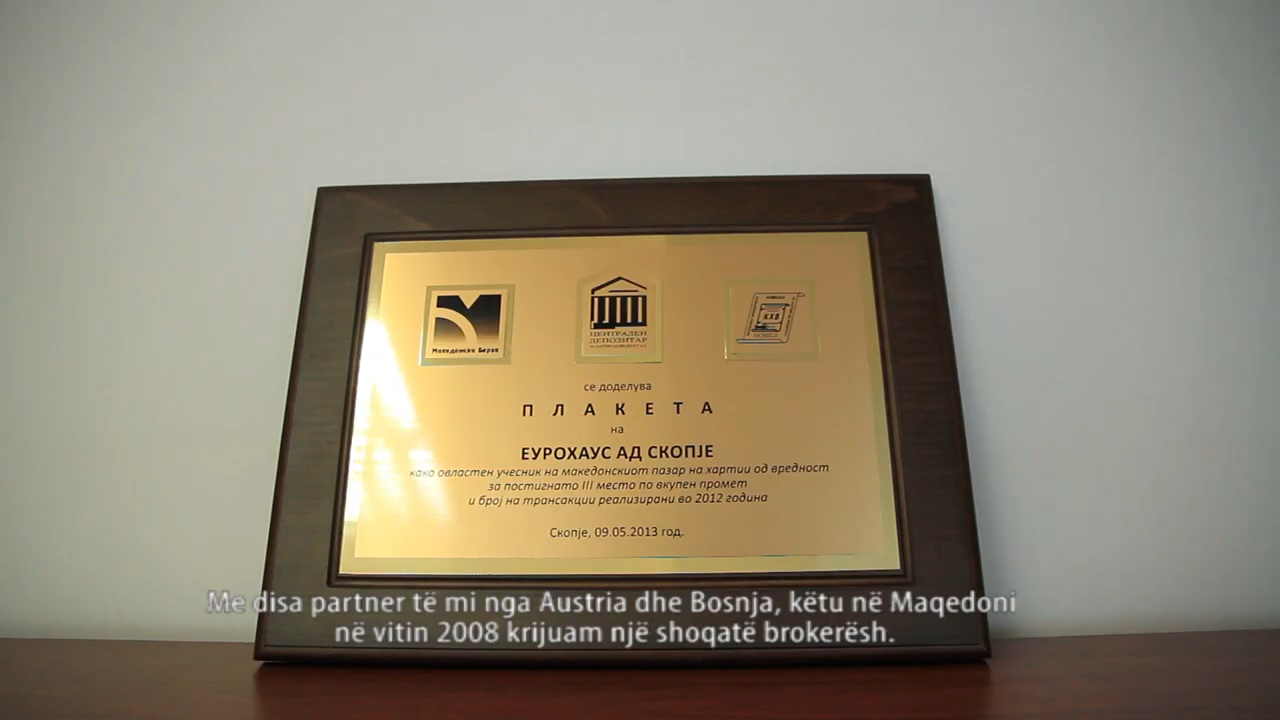 Македонска Берза
ЦЕНТРАЛЕН
ДЕПОЗИТАР
КХВ
се доделува
П Л А К Е Т А
на
ЕУРОХАУС АД СКОПЈЕ
како овластен учесник на македонскиот пазар на хартии од вредност
за постигнато III место по вкупен промет
и број на трансакции реализирани во 2012 година
Скопје, 09.05.2013 год.
Me disa partner të mi nga Austria dhe Bosnja, këtu në Maqedoni
në vitin 2008 krijuam një shoqatë brokerësh.